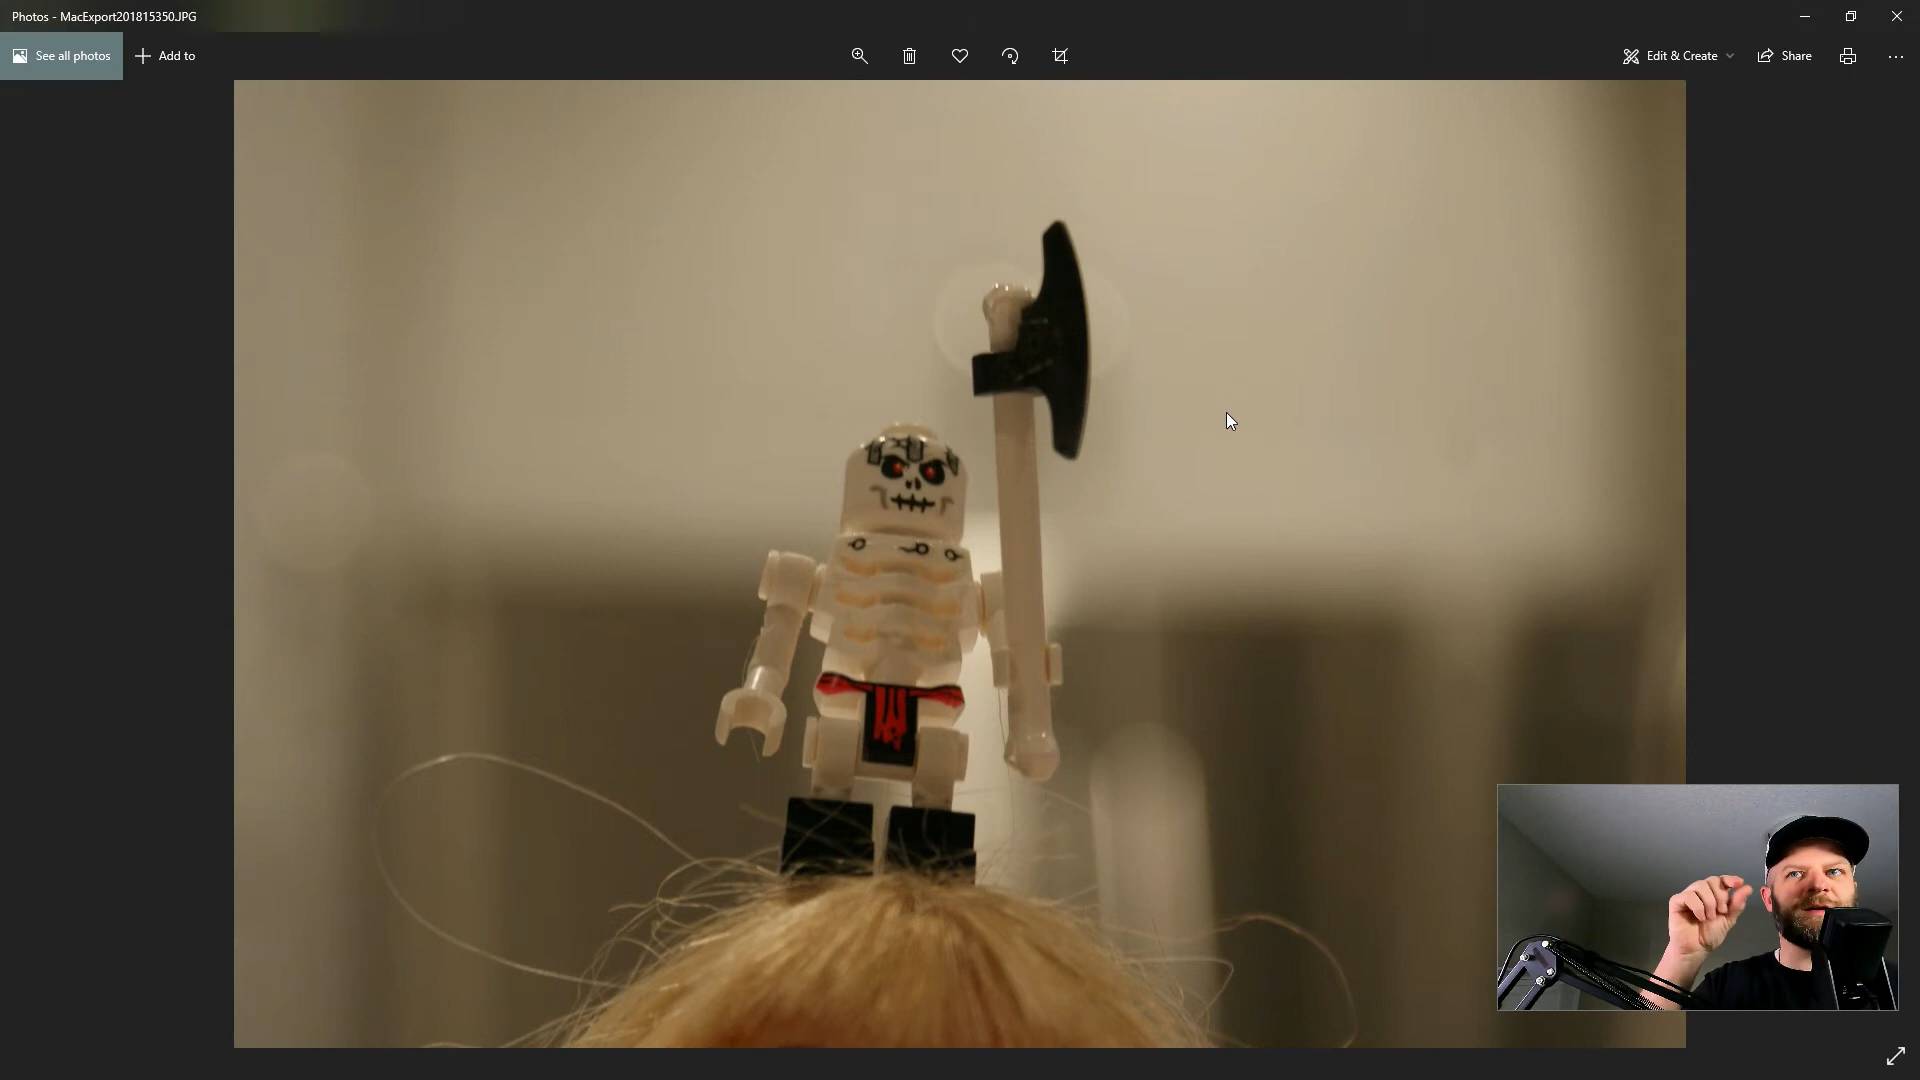 Photos - MacExport201815350.JPG
See all photos
Add to
Edit & Create
Share